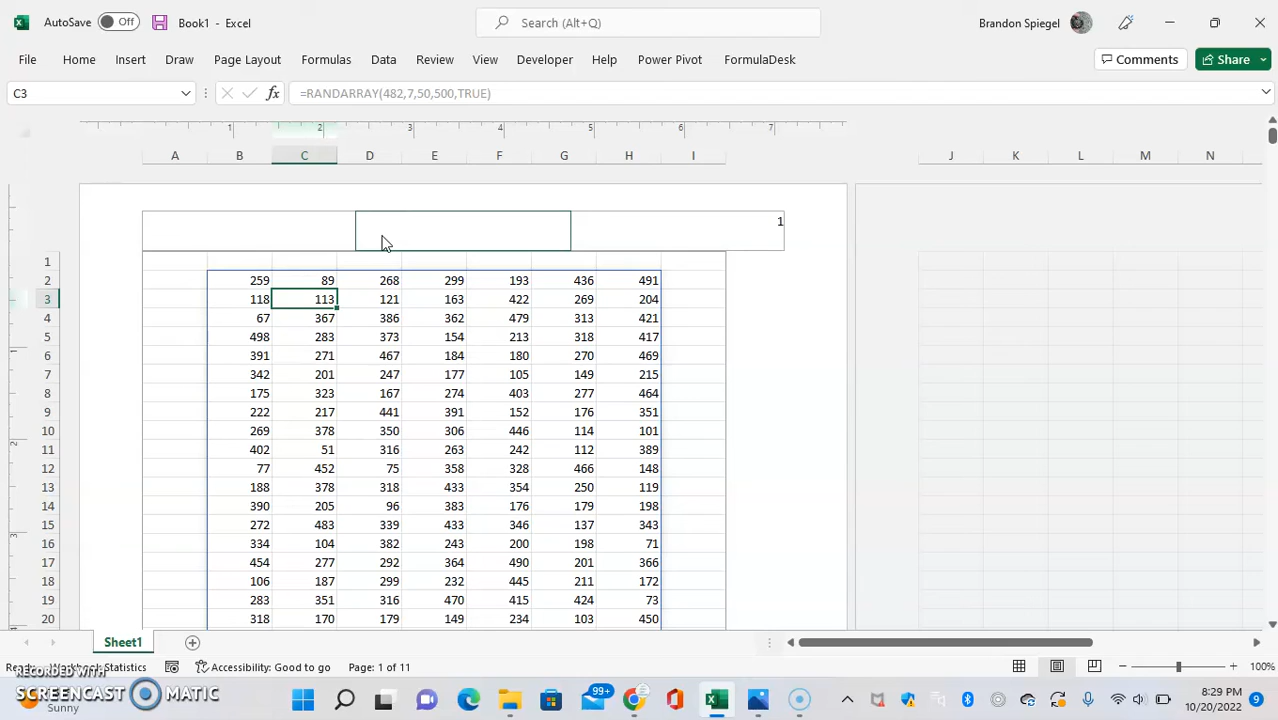 AutoSave Off Book1 - Excel Search (Alt+Q) Brandon Spiegel
File Home Insert Draw Page Layout Formulas Data Review View Developer Help Power Pivot FormulaDesk Comments Share
C3 fx =RANDARRAY(482,7,50,500,TRUE)
1 2 3 4 5 6 7
A B C D E F G H I J K L M N
1
1
2 259 89 268 299 193 436 491
3 118 113 121 163 422 269 204
4 67 367 386 362 479 313 421
5 498 283 373 154 213 318 417
6 391 271 467 184 180 270 469
7 342 201 247 177 105 149 215
8 175 323 167 274 403 277 464
9 222 217 441 391 152 176 351
10 269 378 350 306 446 114 101
11 402 51 316 263 242 112 389
12 77 452 75 358 328 466 148
13 188 378 318 433 354 250 119
14 390 205 96 383 176 179 198
15 272 483 339 433 346 137 343
16 334 104 382 243 200 198 71
17 454 277 292 364 490 201 366
18 106 187 299 232 445 211 172
19 283 351 316 470 415 424 73
20 318 170 179 149 234 103 450
Sheet1
Statistics Accessibility: Good to go Page: 1 of 11 100%
RECORDED WITH
SCREENCAST MATIC
Sunny
99+
8:29 PM
10/20/2022
9